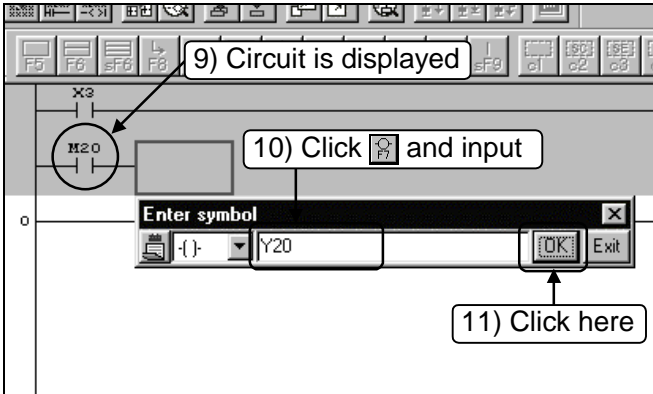 F5 F6 sF6 F8 sF9 c1 c2 c3
9) Circuit is displayed
X3
M20
10) Click F7 and input
0
Enter symbol
-( )- Y20 OK Exit
11) Click here